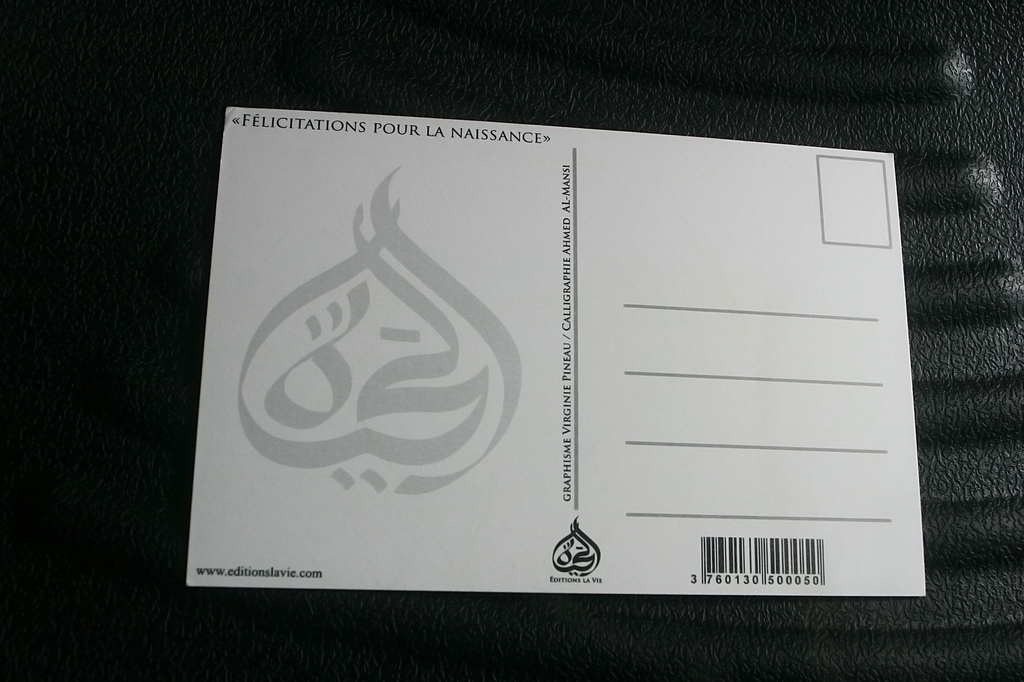 «FÉLICITATIONS POUR LA NAISSANCE»
GRAPHISME VIRGINIE PINEAU / CALLIGRAPHIE AHMED AL-MANSI
الحياة
www.editionslavie.com
ÉDITIONS LA VIE
3 760130 500050